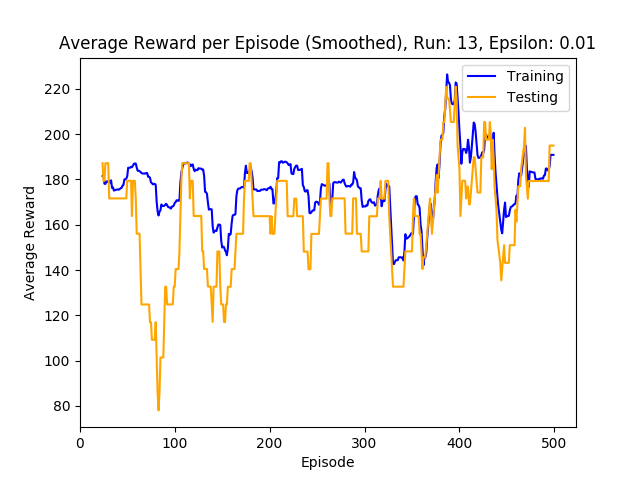 Average Reward per Episode (Smoothed), Run: 13, Epsilon: 0.01
Training
Testing
Average Reward
220
200
180
160
140
120
100
80
0 100 200 300 400 500
Episode